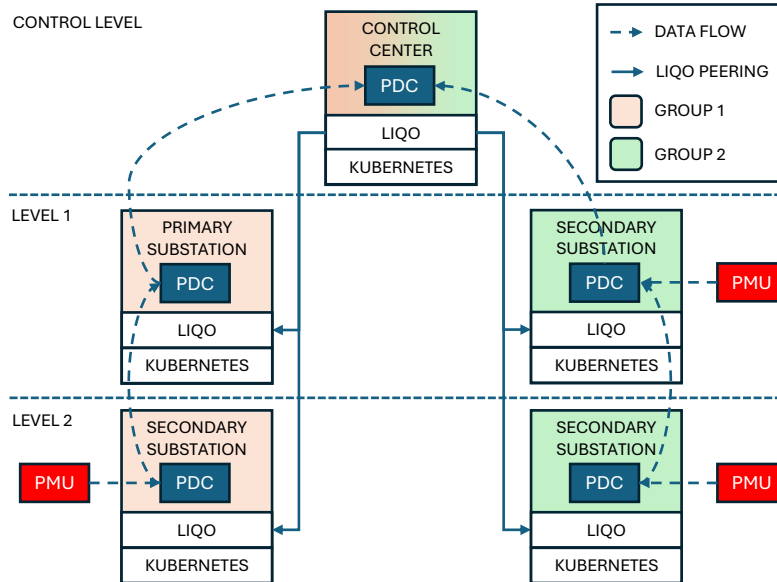 CONTROL LEVEL
CONTROL
CENTER
PDC
LIQO
KUBERNETES
DATA FLOW
LIQO PEERING
GROUP 1
GROUP 2
LEVEL 1
PRIMARY
SUBSTATION
PDC
LIQO
KUBERNETES
SECONDARY
SUBSTATION
PDC
PMU
LIQO
KUBERNETES
LEVEL 2
SECONDARY
SUBSTATION
PMU
PDC
LIQO
KUBERNETES
SECONDARY
SUBSTATION
PDC
PMU
LIQO
KUBERNETES